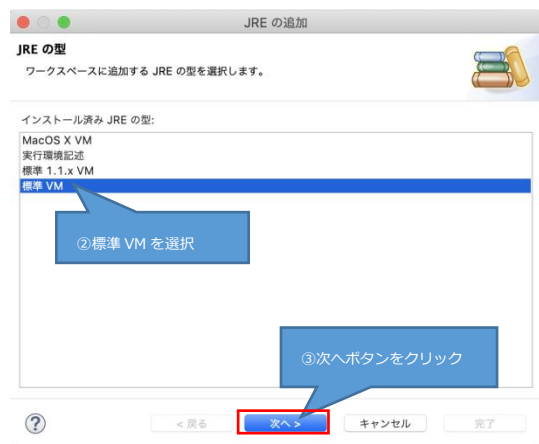 JRE の追加
JRE の型
ワークスペースに追加する JRE の型を選択します。
インストール済み JRE の型:
MacOS X VM
実行環境記述
標準 1.1.x VM
標準 VM
②標準 VM を選択
③次へボタンをクリック
?
< 戻る
次へ >
キャンセル
完了